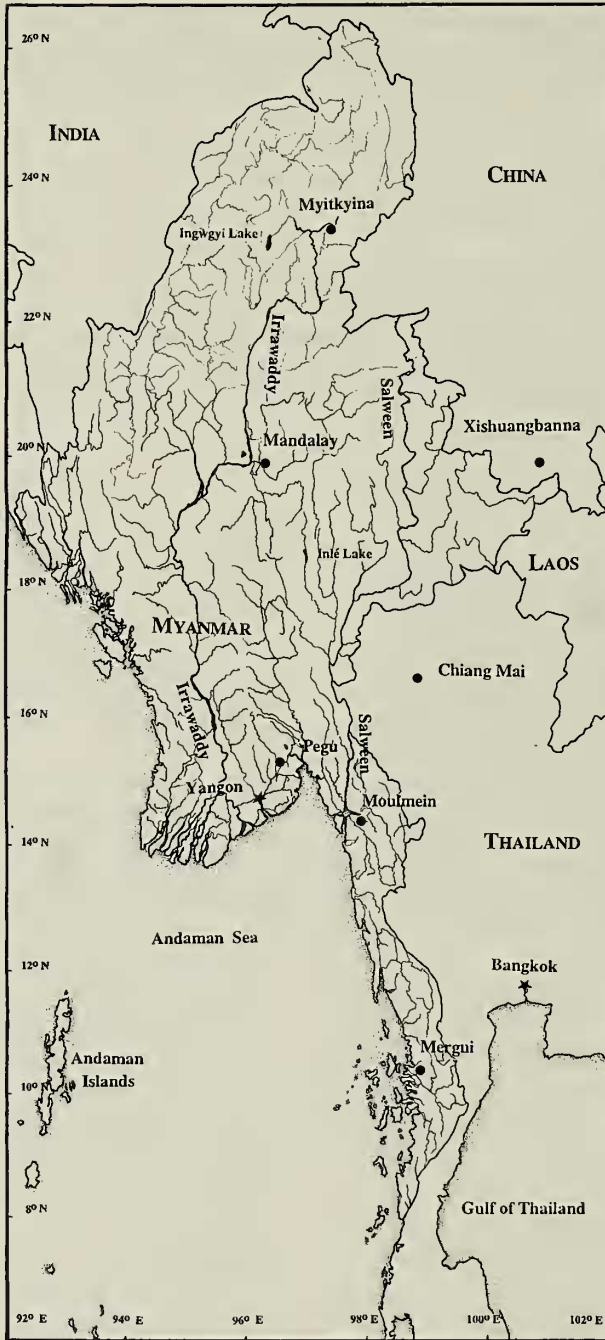 26° N
INDIA
24° N
CHINA
Myitkyina
Ingwgyi Lake
22° N
Irrawaddy
Salween
Xishuangbanna
20° N
Mandalay
Inlé Lake
LAOS
18° N
MYANMAR
Chiang Mai
16° N
Irrawaddy
Salween
Pegu
Yangon
Moulmein
14° N
THAILAND
Andaman Sea
12° N
Bangkok
Mergui
Andaman
Islands
10° N
Gulf of Thailand
8° N
92° E
94° E
96° E
98° E
100° E
102° E